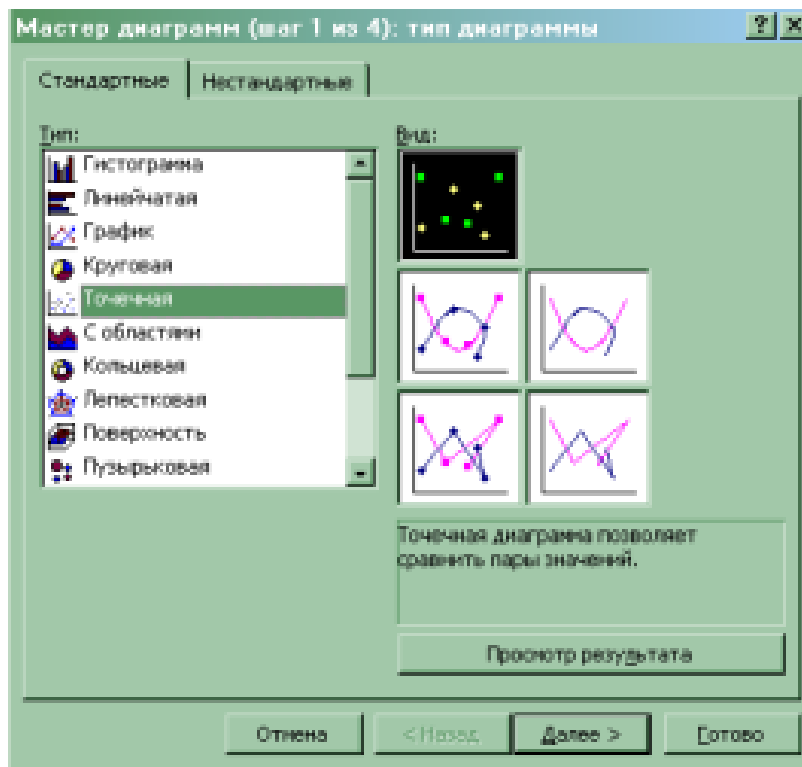 Мастер диаграмм (шаг 1 из 4): тип диаграммы
Стандартные Нестандартные
Тип:
Гистограмма
Линейчатая
График
Круговая
Точечная
С областями
Кольцевая
Лепестковая
Поверхность
Пузырьковая
Вид:
Точечная диаграмма позволяет
сравнить пары значений.
Просмотр результата
Отмена < Назад Далее > Готово